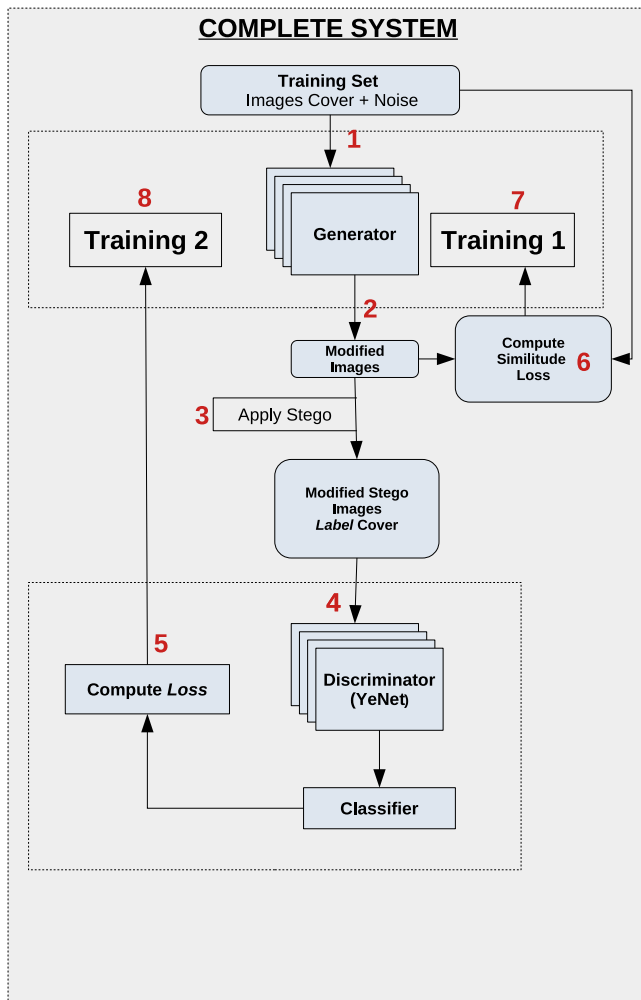 COMPLETE SYSTEM
Training Set
Images Cover + Noise
1
8
7
Generator
Training 2
Training 1
2
Modified
Images
Compute
Similitude
Loss
6
3
Apply Stego
Modified Stego
Images
Label Cover
4
5
Discriminator
(YeNet)
Compute Loss
Classifier